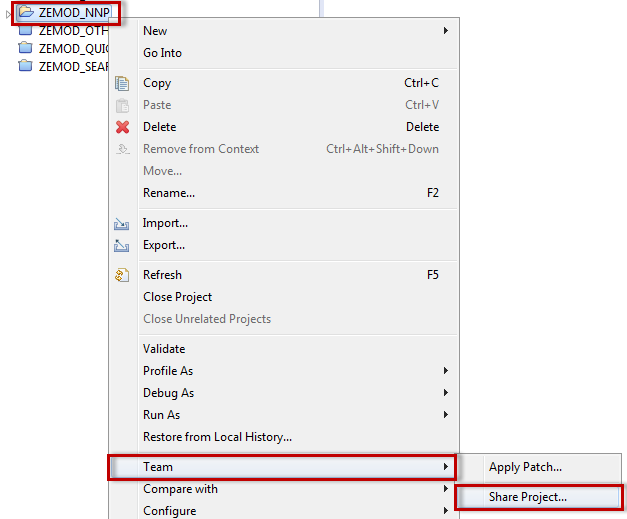 ZEMOD_NNP
ZEMOD_OTH
ZEMOD_QUIC
ZEMOD_SEAR
New
Go Into
Copy Ctrl+C
Paste Ctrl+V
Delete Delete
Remove from Context Ctrl+Alt+Shift+Down
Move...
Rename... F2
Import...
Export...
Refresh F5
Close Project
Close Unrelated Projects
Validate
Profile As
Debug As
Run As
Restore from Local History...
Team
Apply Patch...
Compare with
Share Project...
Configure